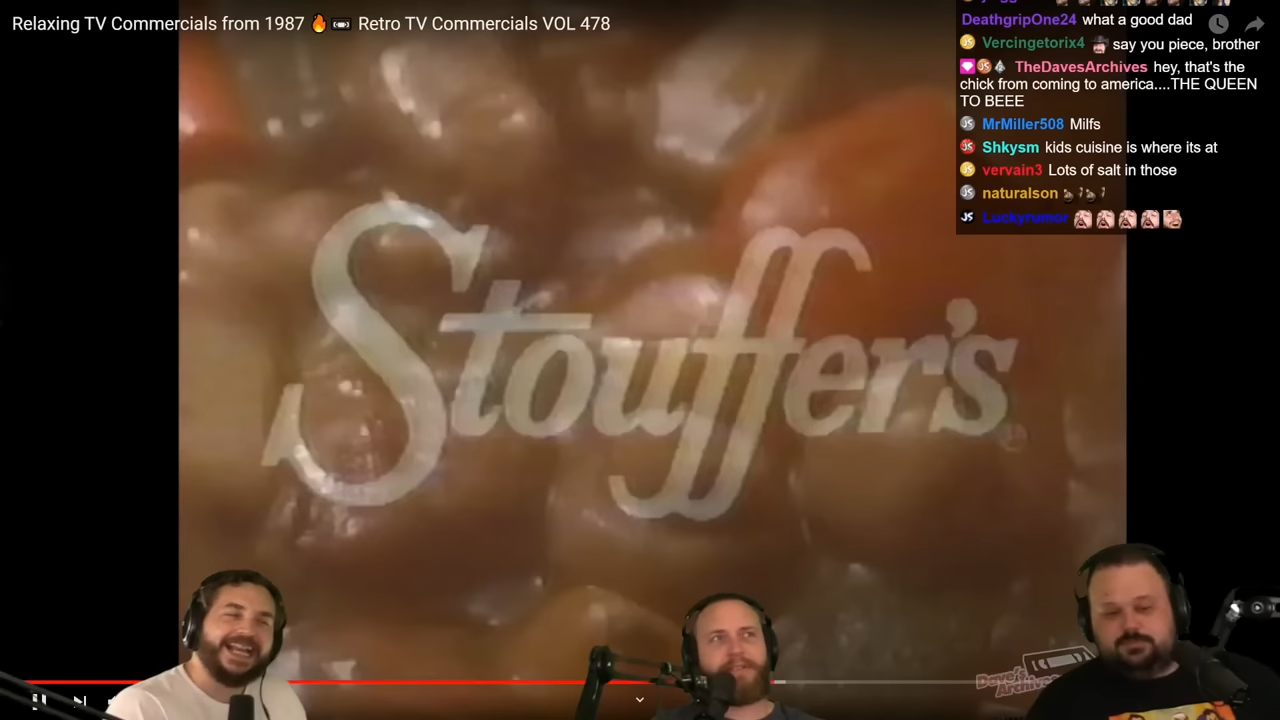 Relaxing TV Commercials from 1987 🔥📼 Retro TV Commercials VOL 478
DeathgripOne24 what a good dad
Vercingetorix4 say you piece, brother
TheDavesArchives hey, that's the
chick from coming to america....THE QUEEN
TO BEEE
MrMiller508 Milfs
Shkysm kids cuisine is where its at
vervain3 Lots of salt in those
naturalson
Luckyrumor
Stouffer's
Dave's
Archives